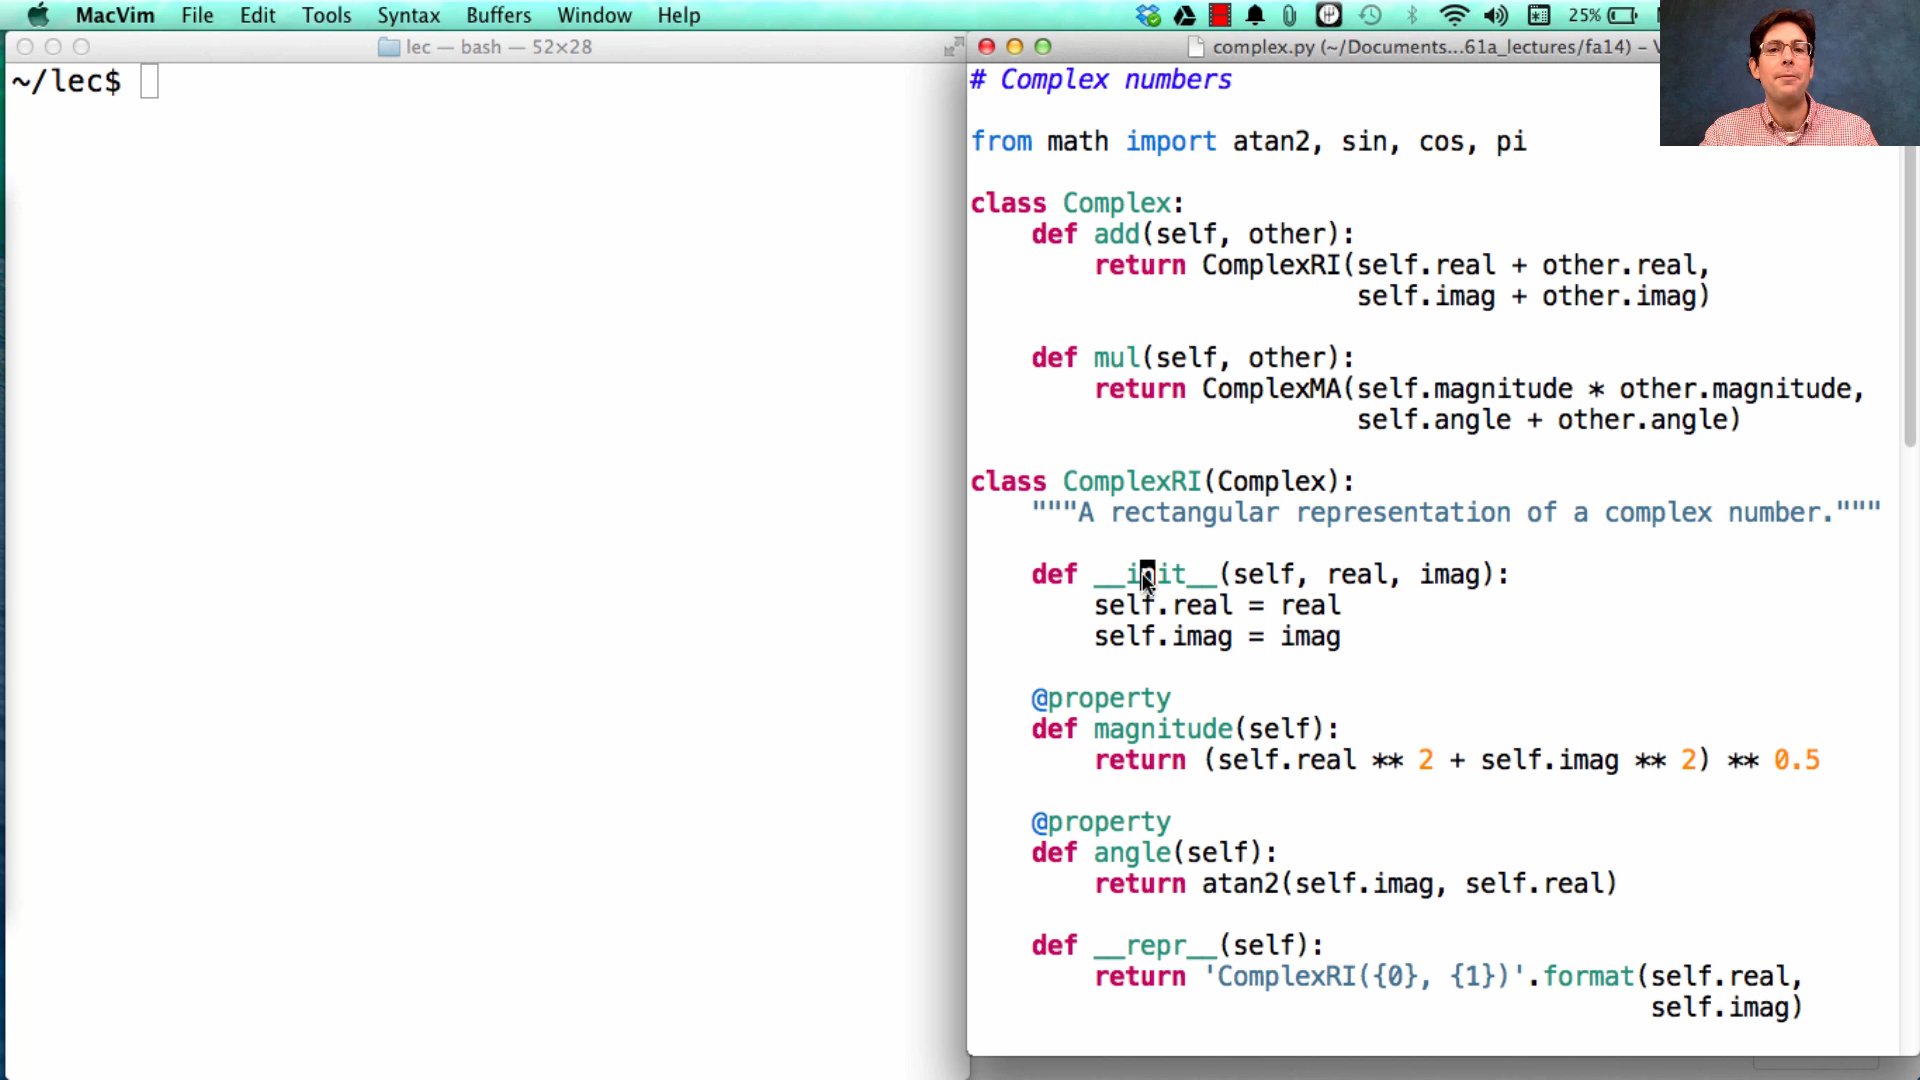 MacVim File Edit Tools Syntax Buffers Window Help 25%
lec — bash — 52×28
~/lec$
complex.py (~/Documents...61a_lectures/fa14) –
# Complex numbers
from math import atan2, sin, cos, pi
class Complex:
    def add(self, other):
        return ComplexRI(self.real + other.real,
                         self.imag + other.imag)
    def mul(self, other):
        return ComplexMA(self.magnitude * other.magnitude,
                         self.angle + other.angle)
class ComplexRI(Complex):
    """A rectangular representation of a complex number."""
    def __init__(self, real, imag):
        self.real = real
        self.imag = imag
    @property
    def magnitude(self):
        return (self.real ** 2 + self.imag ** 2) ** 0.5
    @property
    def angle(self):
        return atan2(self.imag, self.real)
    def __repr__(self):
        return 'ComplexRI({0}, {1})'.format(self.real,
                                            self.imag)